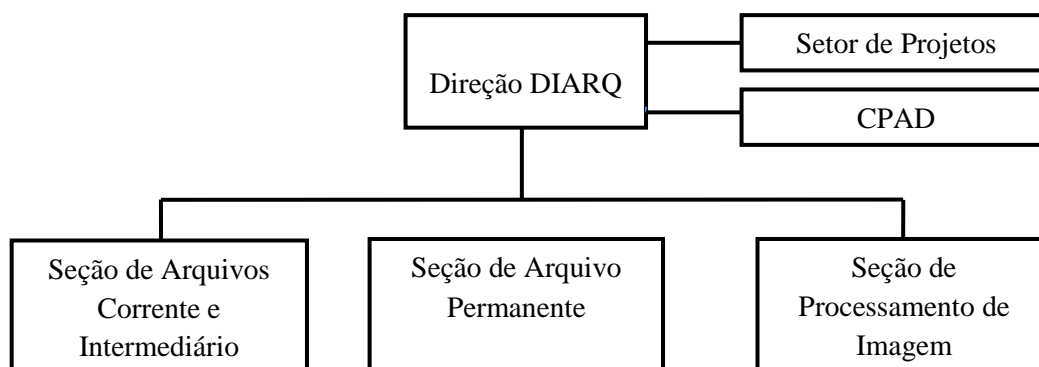 Setor de Projetos
Direção DIARQ
CPAD
Seção de Arquivos
Corrente e
Intermediário
Seção de Arquivo
Permanente
Seção de
Processamento de
Imagem